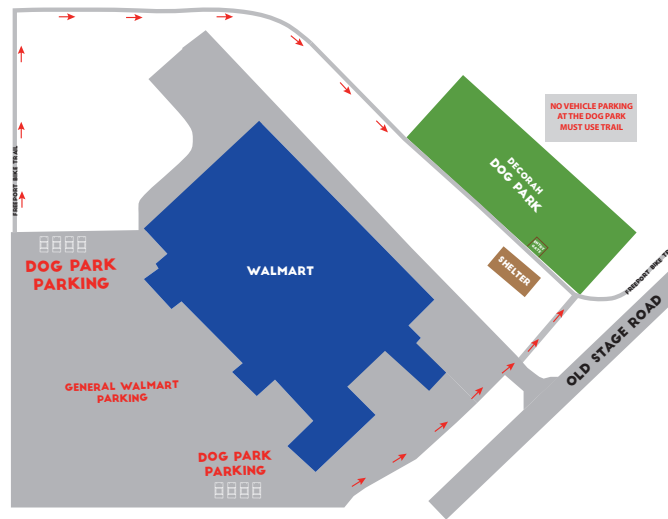 NO VEHICLE PARKING
AT THE DOG PARK
MUST USE TRAIL
DECORAH
DOG PARK
FREEPORT BIKE TRAIL
DOG PARK
PARKING
WALMART
SHELTER
FREEPORT BIKE TRAIL
OLD STAGE ROAD
GENERAL WALMART
PARKING
DOG PARK
PARKING